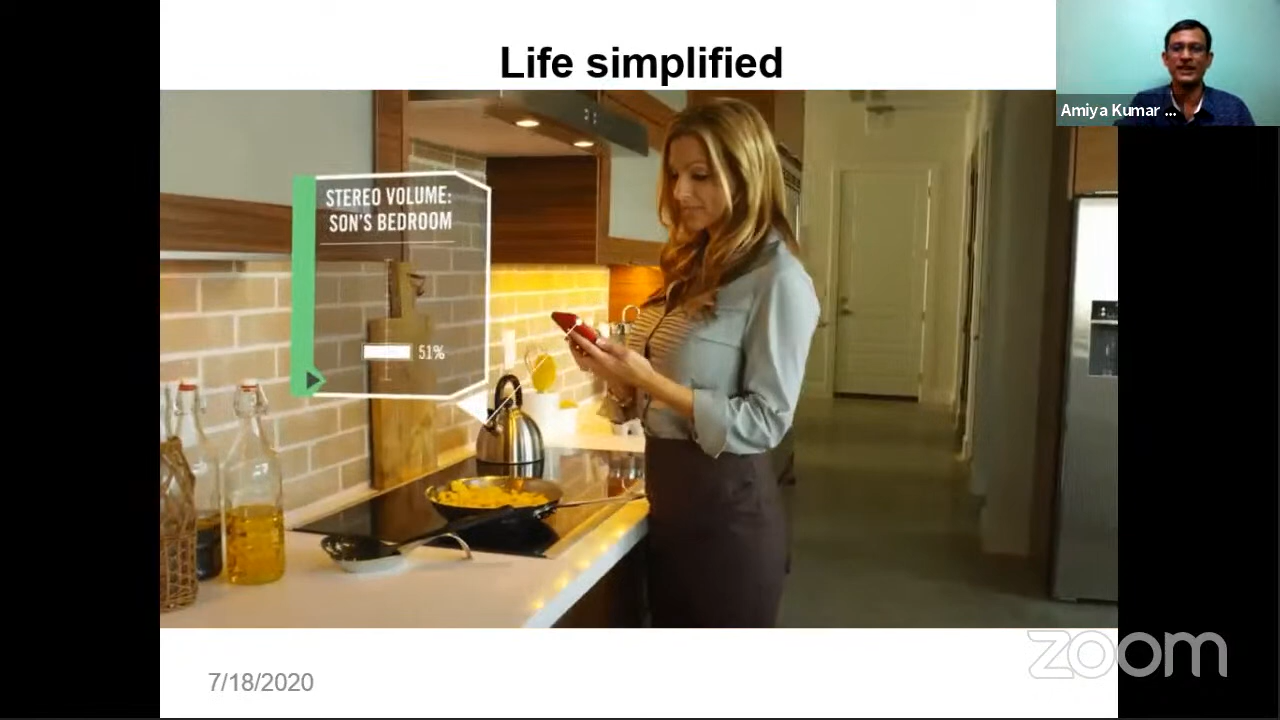 Life simplified
Amiya Kumar ...
STEREO VOLUME:
SON'S BEDROOM
51%
7/18/2020
zoom